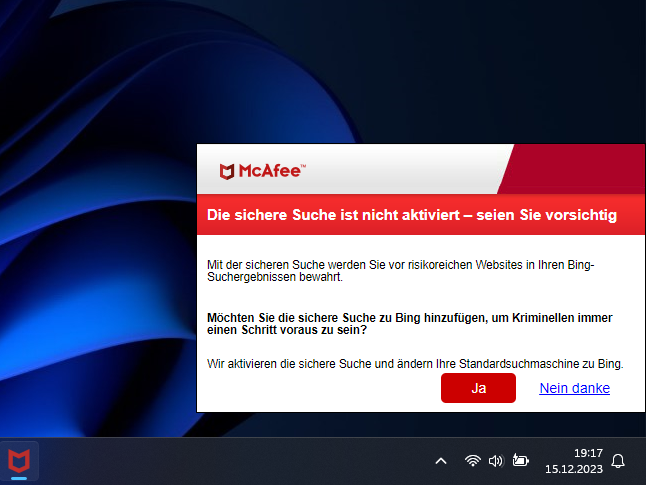 McAfee™
Die sichere Suche ist nicht aktiviert – seien Sie vorsichtig
Mit der sicheren Suche werden Sie vor risikoreichen Websites in Ihren Bing-
Suchergebnissen bewahrt.
Möchten Sie die sichere Suche zu Bing hinzufügen, um Kriminellen immer
einen Schritt voraus zu sein?
Wir aktivieren die sichere Suche und ändern Ihre Standardsuchmaschine zu Bing.
Ja Nein danke
19:17
15.12.2023